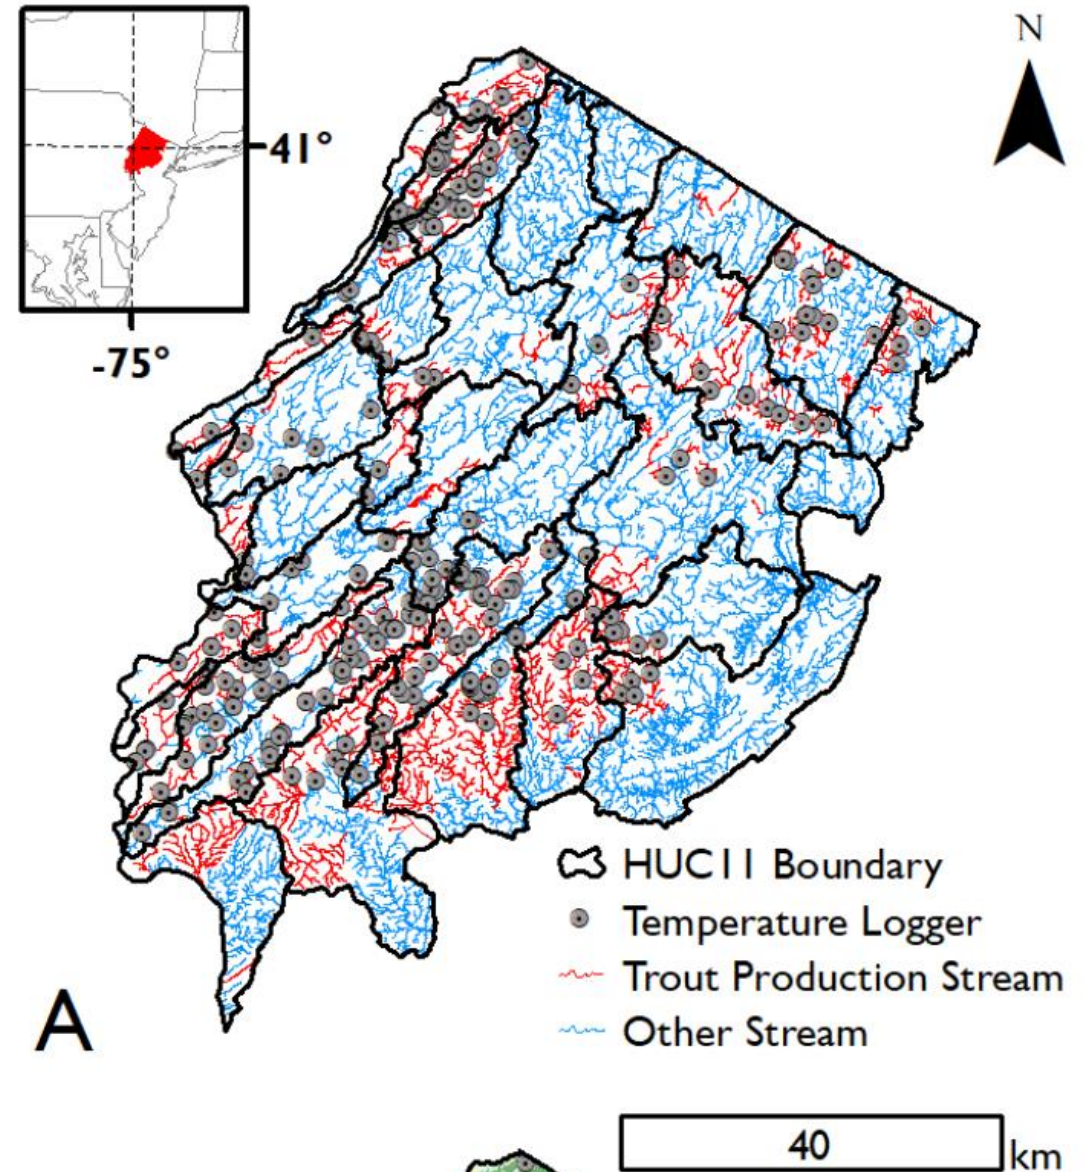 N
41°
-75°
HUC11 Boundary
Temperature Logger
Trout Production Stream
Other Stream
A
40
km